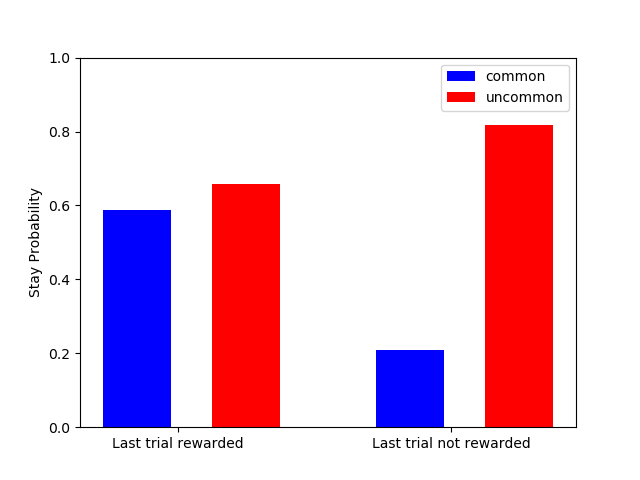 1.0
0.8
0.6
0.4
0.2
0.0
Stay Probability
common
uncommon
Last trial rewarded
Last trial not rewarded